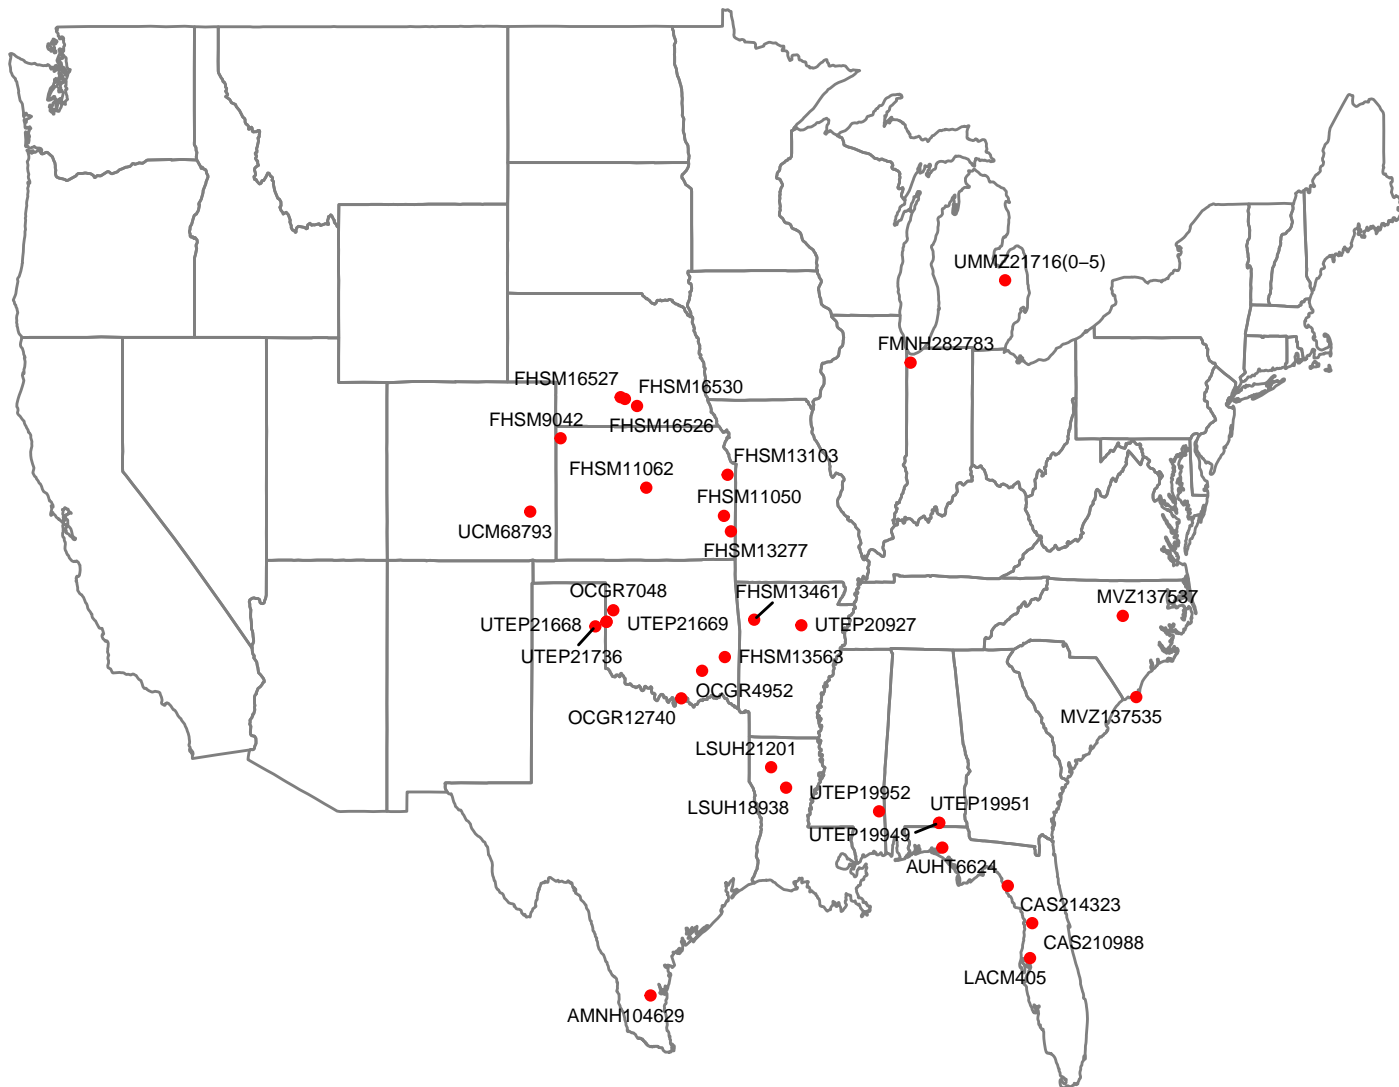 UMMZ21716(0–5)
FMNH282783
FHSM16527
FHSM16530
FHSM9042
FHSM16526
FHSM13103
FHSM11062
FHSM11050
UCM68793
FHSM13277
OCGR7048
FHSM13461
MVZ137537
UTEP21668
UTEP21669
UTEP20927
UTEP21736
FHSM13563
OCGR4952
OCGR12740
MVZ137535
LSUH21201
UTEP19952
UTEP19951
LSUH18938
UTEP19949
AUHT6624
CAS214323
CAS210988
LACM405
AMNH104629